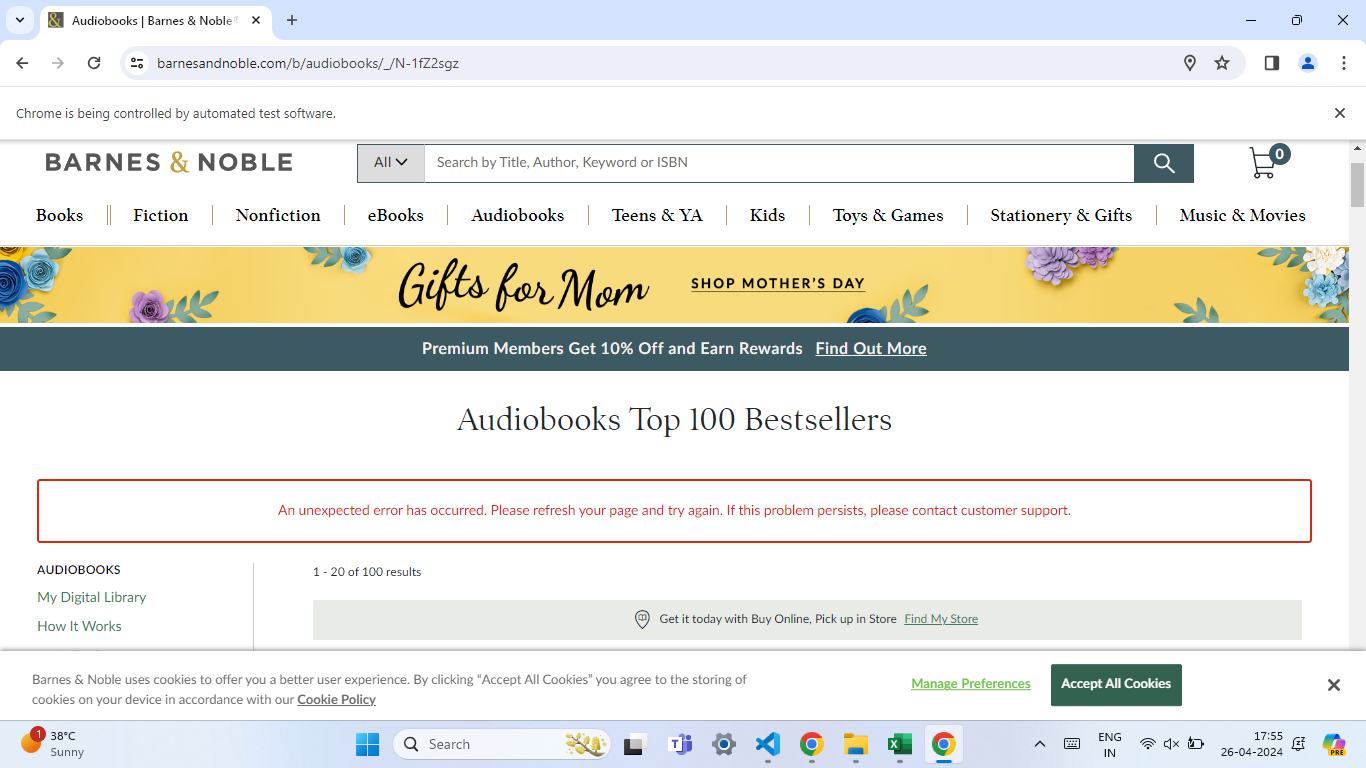 Audiobooks | Barnes & Noble®
barnesandnoble.com/b/audiobooks/_/N-1fZ2sgz
Chrome is being controlled by automated test software.
BARNES & NOBLE
All
Search by Title, Author, Keyword or ISBN
0
Books
Fiction
Nonfiction
eBooks
Audiobooks
Teens & YA
Kids
Toys & Games
Stationery & Gifts
Music & Movies
Gifts for Mom
SHOP MOTHER'S DAY
Premium Members Get 10% Off and Earn Rewards Find Out More
Audiobooks Top 100 Bestsellers
An unexpected error has occurred. Please refresh your page and try again. If this problem persists, please contact customer support.
AUDIOBOOKS
1 - 20 of 100 results
My Digital Library
Get it today with Buy Online, Pick up in Store Find My Store
How It Works
Barnes & Noble uses cookies to offer you a better user experience. By clicking “Accept All Cookies” you agree to the storing of
cookies on your device in accordance with our Cookie Policy
Manage Preferences
Accept All Cookies
1
38°C
Sunny
Search
ENG
IN
17:55
26-04-2024
PRE